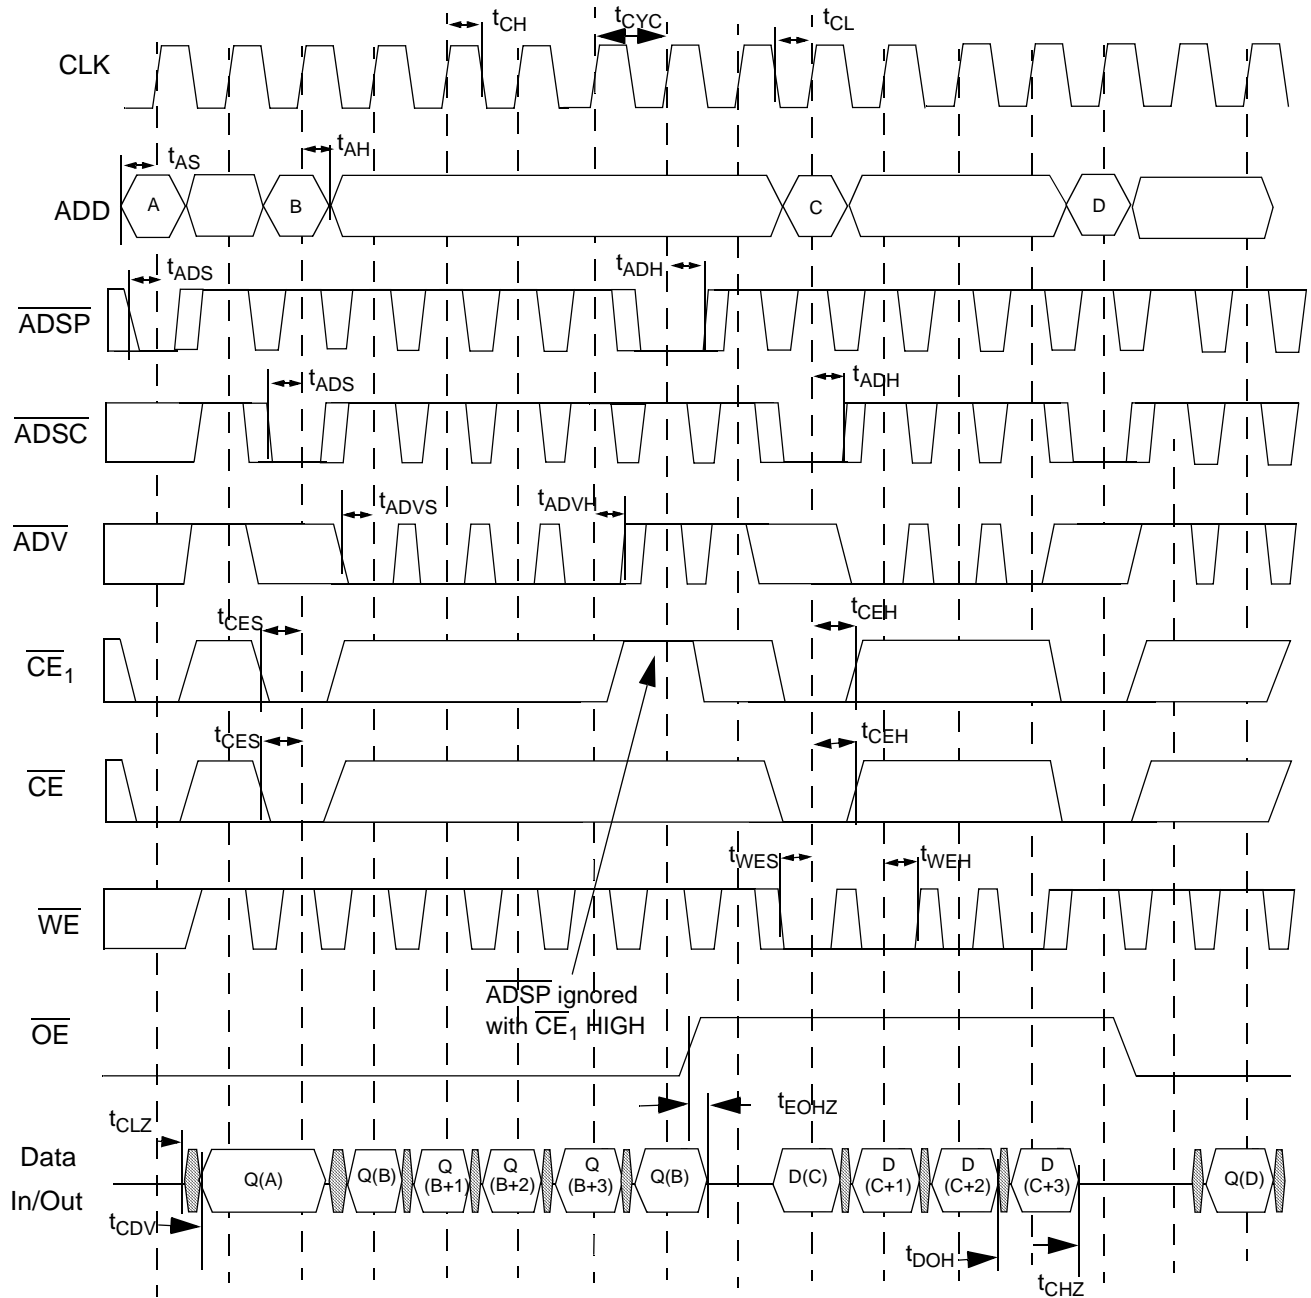 tCH
tCYC
tCL
CLK
tAS
tAH
ADD
A
B
C
D
tADS
tADH
ADSP
tADS
tADH
ADSC
tADVS
tADVH
ADV
tCES
tCEH
CE1
tCES
tCEH
CE
tWES
tWEH
WE
ADSP ignored
with CE1 HIGH
OE
tEOHZ
tCLZ
Data
In/Out
Q(A)
Q(B)
Q
(B+1)
Q
(B+2)
Q
(B+3)
Q(B)
D(C)
D
(C+1)
D
(C+2)
D
(C+3)
Q(D)
tCDV
tDOH
tCHZ